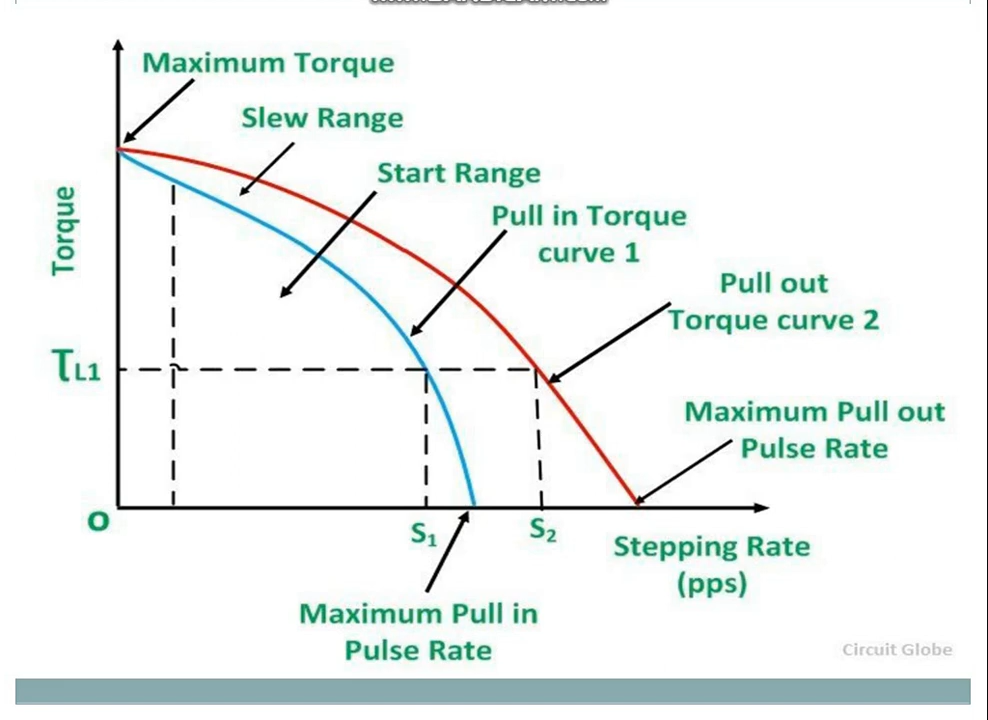 Maximum Torque
Slew Range
Start Range
Pull in Torque
curve 1
Pull out
Torque curve 2
Torque
TL1
Maximum Pull out
Pulse Rate
O
S1
S2
Stepping Rate
(pps)
Maximum Pull in
Pulse Rate
Circuit Globe